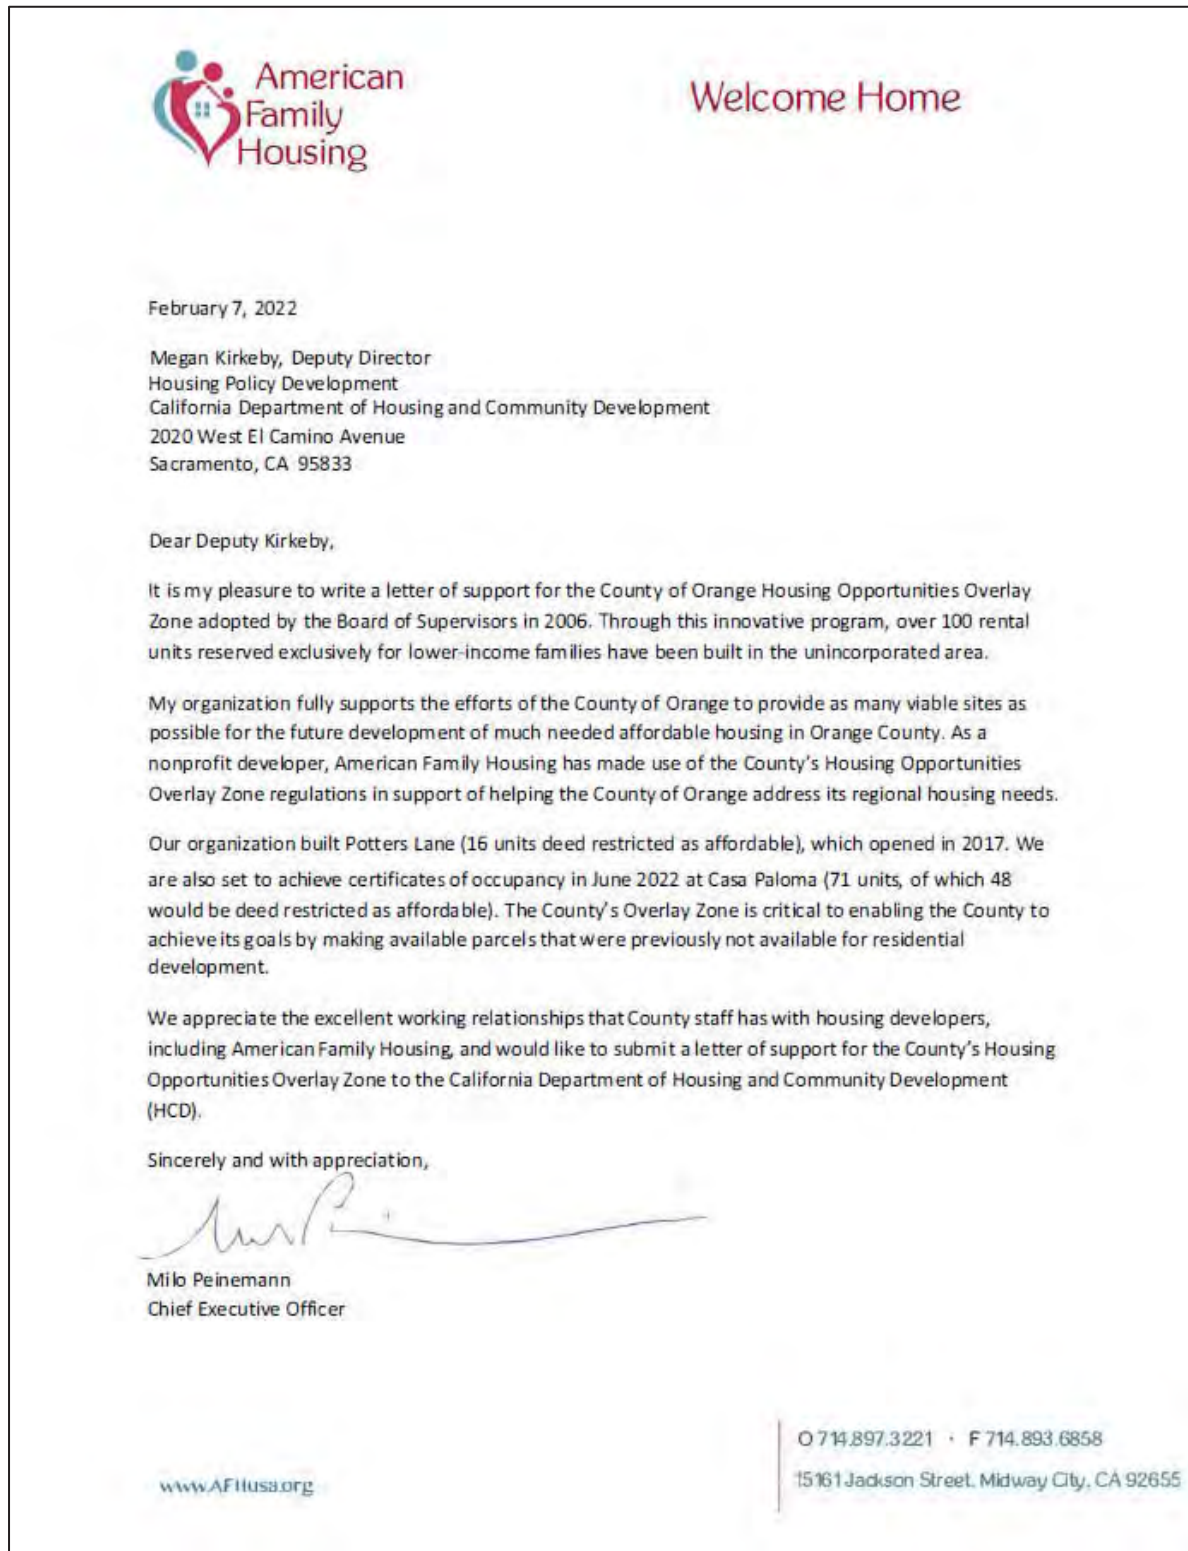 American
Family
Housing
Welcome Home
February 7, 2022
Megan Kirkeby, Deputy Director
Housing Policy Development
California Department of Housing and Community Development
2020 West El Camino Avenue
Sacramento, CA 95833
Dear Deputy Kirkeby,
It is my pleasure to write a letter of support for the County of Orange Housing Opportunities Overlay
Zone adopted by the Board of Supervisors in 2006. Through this innovative program, over 100 rental
units reserved exclusively for lower-income families have been built in the unincorporated area.
My organization fully supports the efforts of the County of Orange to provide as many viable sites as
possible for the future development of much needed affordable housing in Orange County. As a
nonprofit developer, American Family Housing has made use of the County's Housing Opportunities
Overlay Zone regulations in support of helping the County of Orange address its regional housing needs.
Our organization built Potters Lane (16 units deed restricted as affordable), which opened in 2017. We
are also set to achieve certificates of occupancy in June 2022 at Casa Paloma (71 units, of which 48
would be deed restricted as affordable). The County's Overlay Zone is critical to enabling the County to
achieve its goals by making available parcels that were previously not available for residential
development.
We appreciate the excellent working relationships that County staff has with housing developers,
including American Family Housing, and would like to submit a letter of support for the County's Housing
Opportunities Overlay Zone to the California Department of Housing and Community Development
(HCD).
Sincerely and with appreciation,
Milo Peinemann
Chief Executive Officer
O 714.897.3221 · F 714.893.6858
www.AFHusa.org
15161 Jackson Street, Midway City, CA 92655